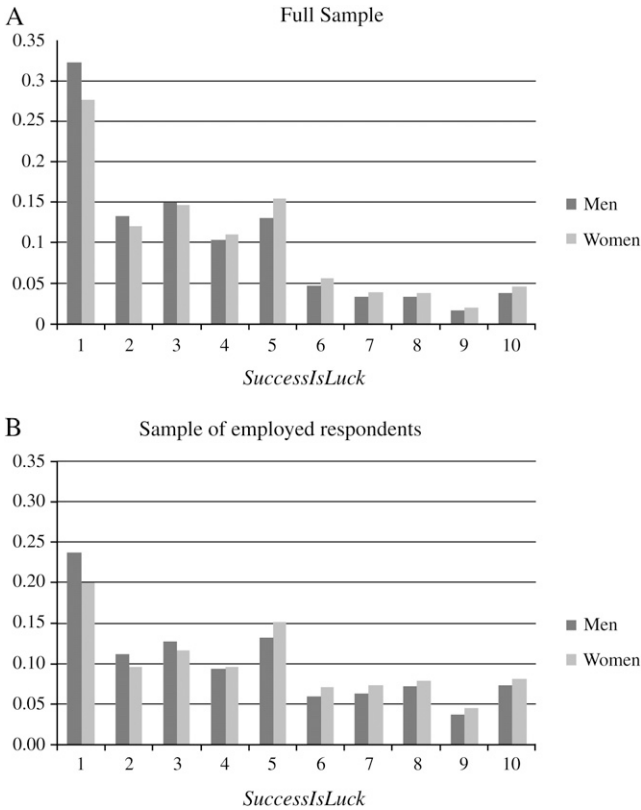 A
Full Sample
0.35
0.3
0.25
0.2
0.15
0.1
0.05
0
1 2 3 4 5 6 7 8 9 10
SuccessIsLuck
Men
Women
B
Sample of employed respondents
0.35
0.30
0.25
0.20
0.15
0.10
0.05
0.00
1 2 3 4 5 6 7 8 9 10
SuccessIsLuck
Men
Women